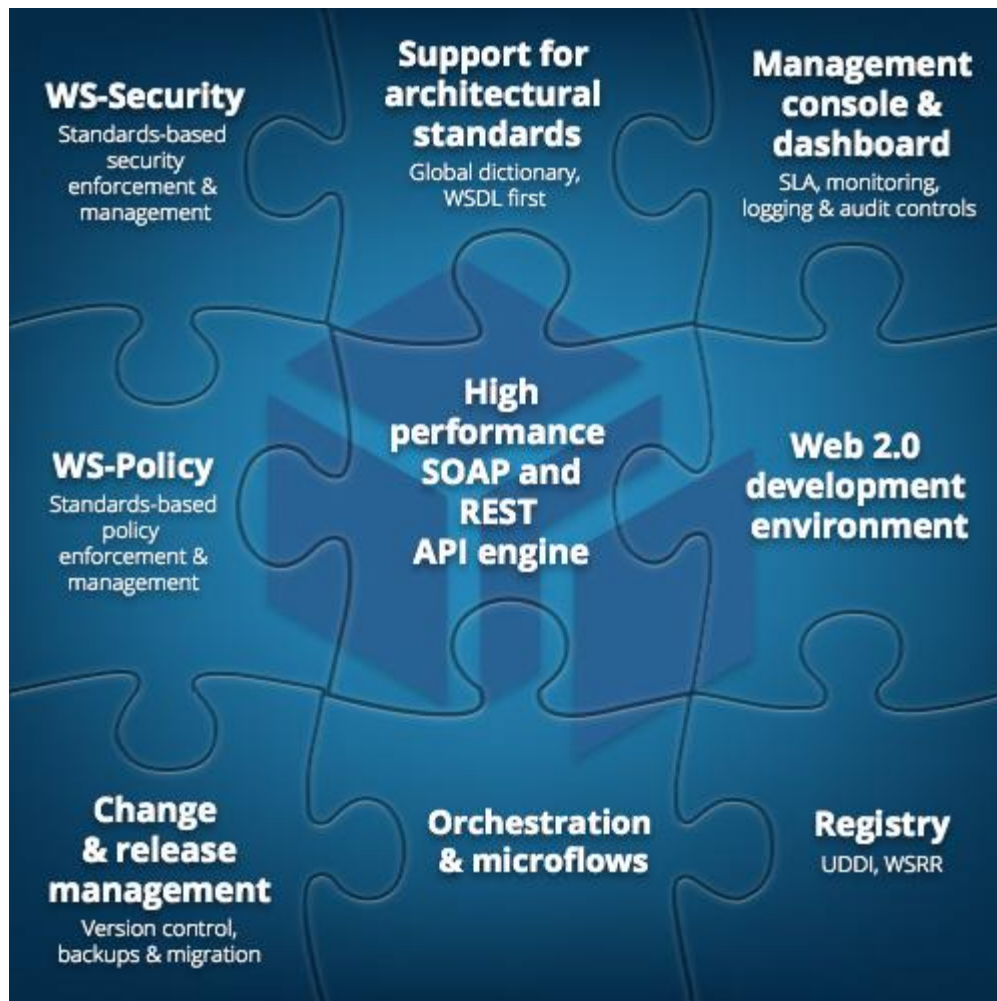 WS-Security
Standards-based
security
enforcement &
management
Support for
architectural
standards
Global dictionary,
WSDL first
Management
console &
dashboard
SLA, monitoring,
logging & audit controls
WS-Policy
Standards-based
policy
enforcement &
management
High
performance
SOAP and
REST
API engine
Web 2.0
development
environment
Change
& release
management
Version control,
backups & migration
Orchestration
& microflows
Registry
UDDI, WSRR